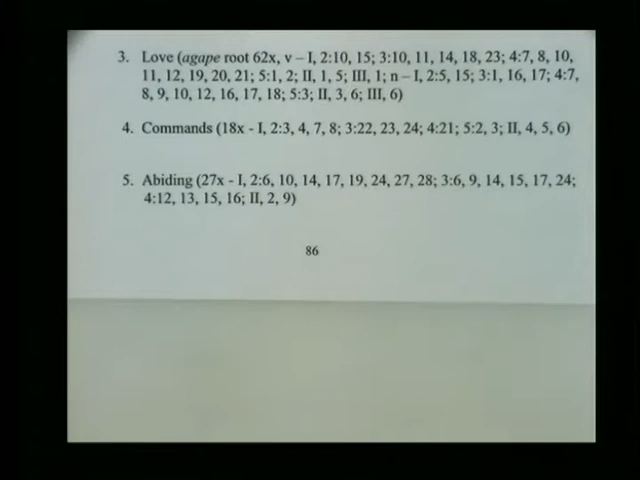 3. Love (agape root 62x, v – I, 2:10, 15; 3:10, 11, 14, 18, 23; 4:7, 8, 10,
11, 12, 19, 20, 21; 5:1, 2; II, 1, 5; III, 1; n – I, 2:5, 15; 3:1, 16, 17; 4:7,
8, 9, 10, 12, 16, 17, 18; 5:3; II, 3, 6; III, 6)
4. Commands (18x - I, 2:3, 4, 7, 8; 3:22, 23, 24; 4:21; 5:2, 3; II, 4, 5, 6)
5. Abiding (27x - I, 2:6, 10, 14, 17, 19, 24, 27, 28; 3:6, 9, 14, 15, 17, 24;
4:12, 13, 15, 16; II, 2, 9)
86